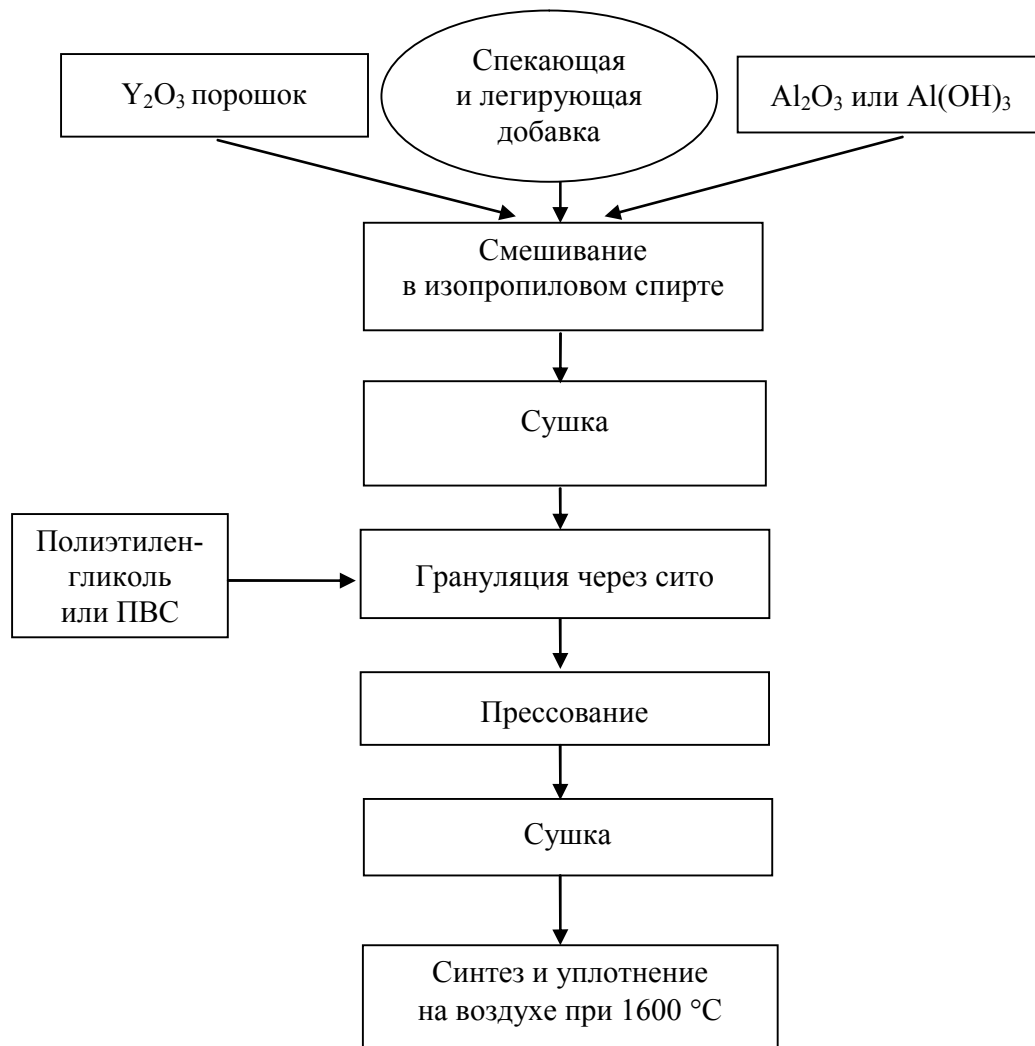 Y₂O₃ порошок
Спекающая
и легирующая
добавка
Al₂O₃ или Al(OH)₃
Смешивание
в изопропиловом спирте
Сушка
Полиэтилен-
гликоль
или ПВС
Грануляция через сито
Прессование
Сушка
Синтез и уплотнение
на воздухе при 1600 °С